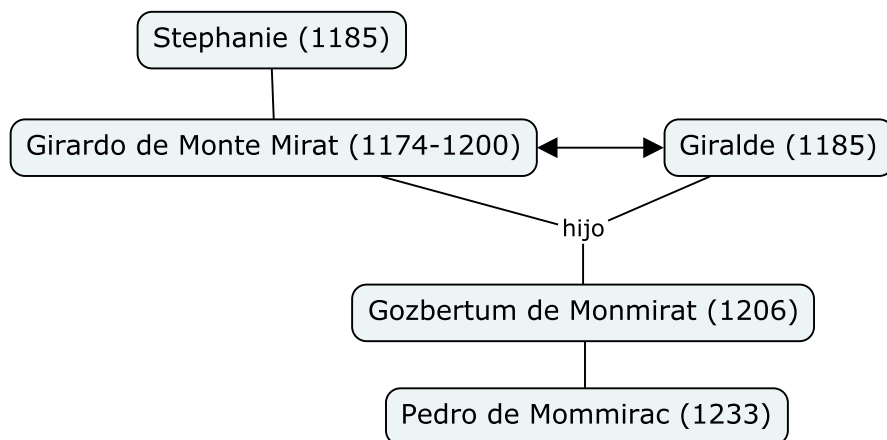 Stephanie (1185)
Girardo de Monte Mirat (1174-1200)
Giralde (1185)
hijo
Gozbertum de Monmirat (1206)
Pedro de Mommirac (1233)